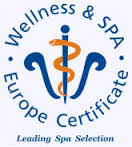 · Wellness & SPA ·
Europe Certificate
Leading Spa Selection